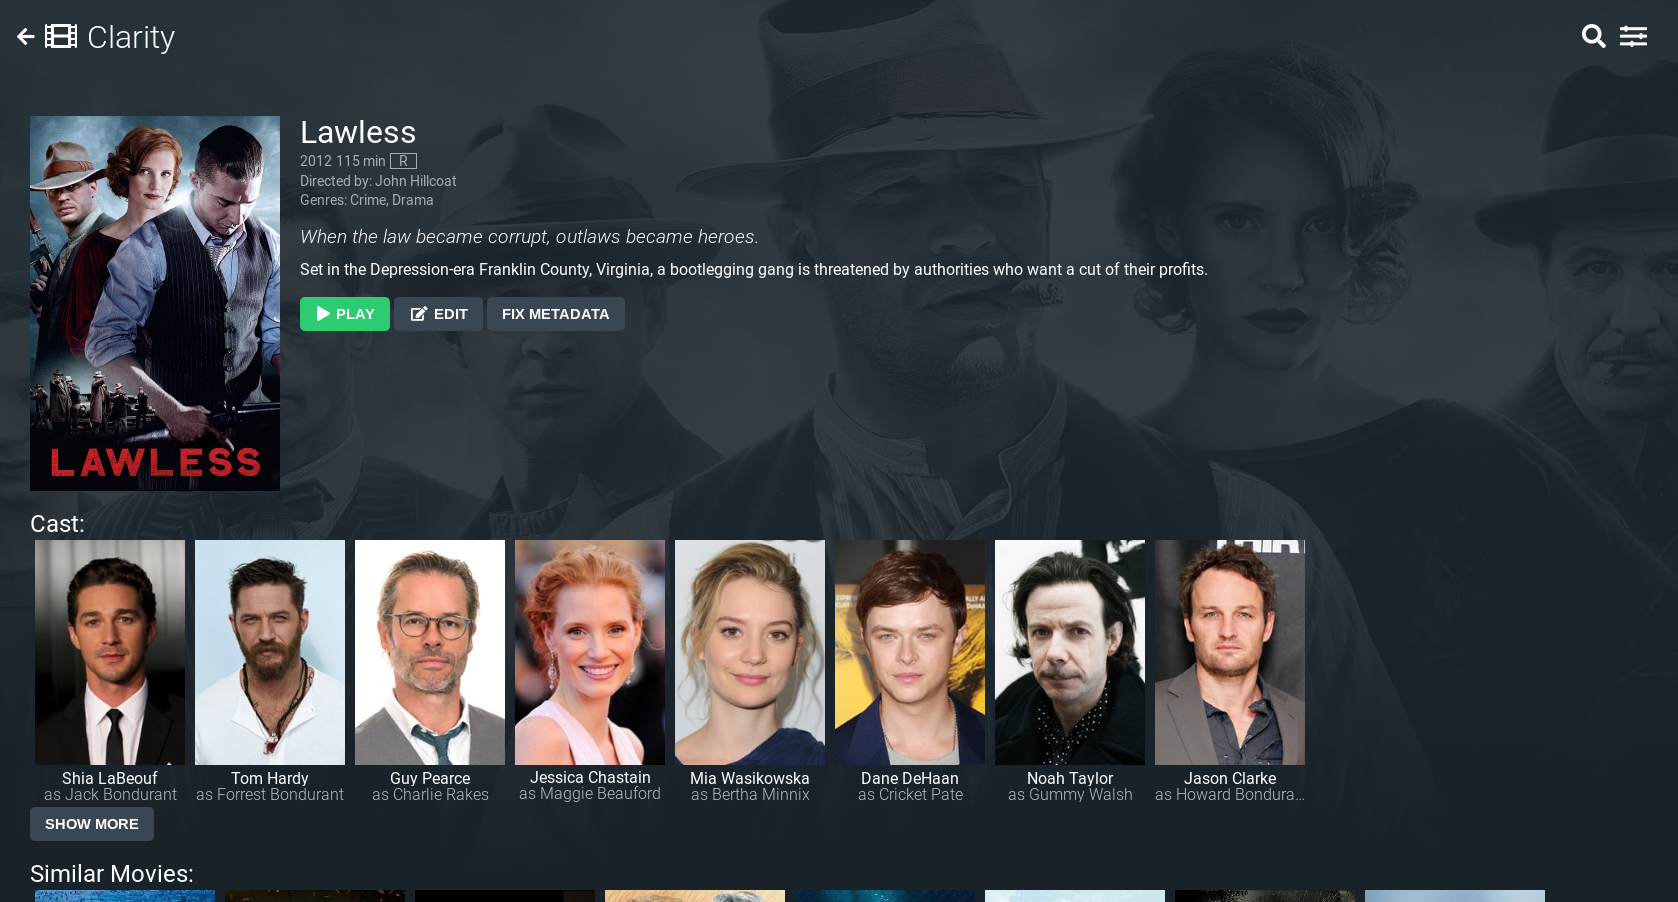 Clarity
Lawless
2012 115 min R
Directed by: John Hillcoat
Genres: Crime, Drama
When the law became corrupt, outlaws became heroes.
Set in the Depression-era Franklin County, Virginia, a bootlegging gang is threatened by authorities who want a cut of their profits.
PLAY EDIT FIX METADATA
LAWLESS
Cast:
Shia LaBeouf
as Jack Bondurant
Tom Hardy
as Forrest Bondurant
Guy Pearce
as Charlie Rakes
Jessica Chastain
as Maggie Beauford
Mia Wasikowska
as Bertha Minnix
Dane DeHaan
as Cricket Pate
Noah Taylor
as Gummy Walsh
Jason Clarke
as Howard Bondura...
SHOW MORE
Similar Movies: